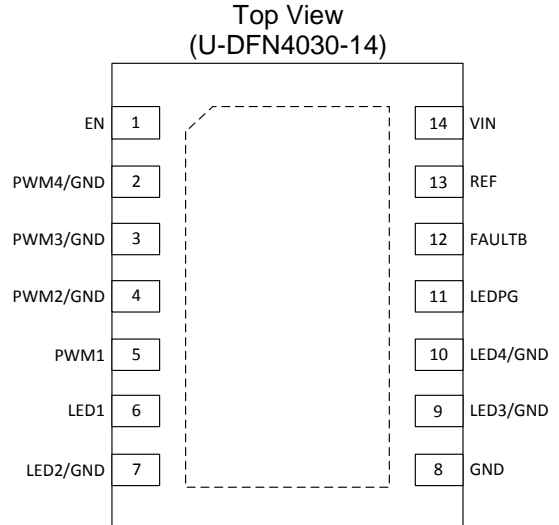 Top View
(U-DFN4030-14)
EN 1 14 VIN
PWM4/GND 2 13 REF
PWM3/GND 3 12 FAULTB
PWM2/GND 4 11 LEDPG
PWM1 5 10 LED4/GND
LED1 6 9 LED3/GND
LED2/GND 7 8 GND